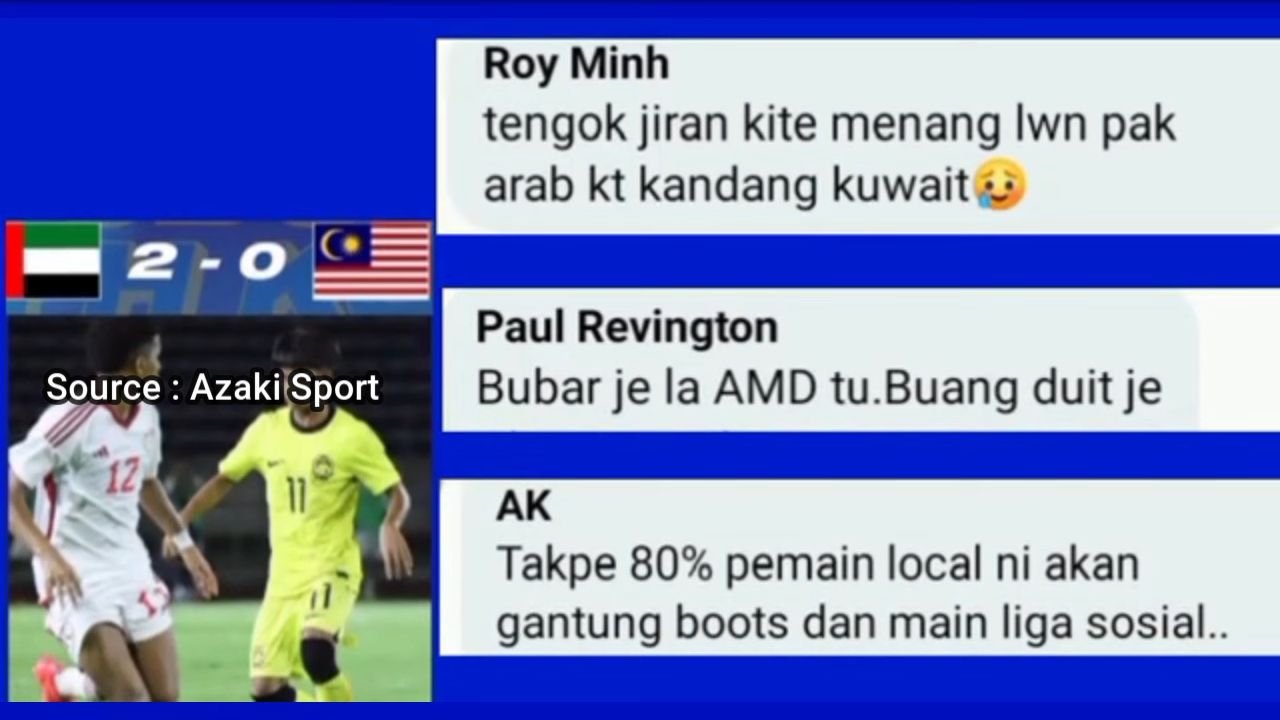 Roy Minh
tengok jiran kite menang lwn pak
arab kt kandang kuwait🥲
2 - 0
Source : Azaki Sport
12
11
12
11
Paul Revington
Bubar je la AMD tu.Buang duit je
AK
Takpe 80% pemain local ni akan
gantung boots dan main liga sosial..